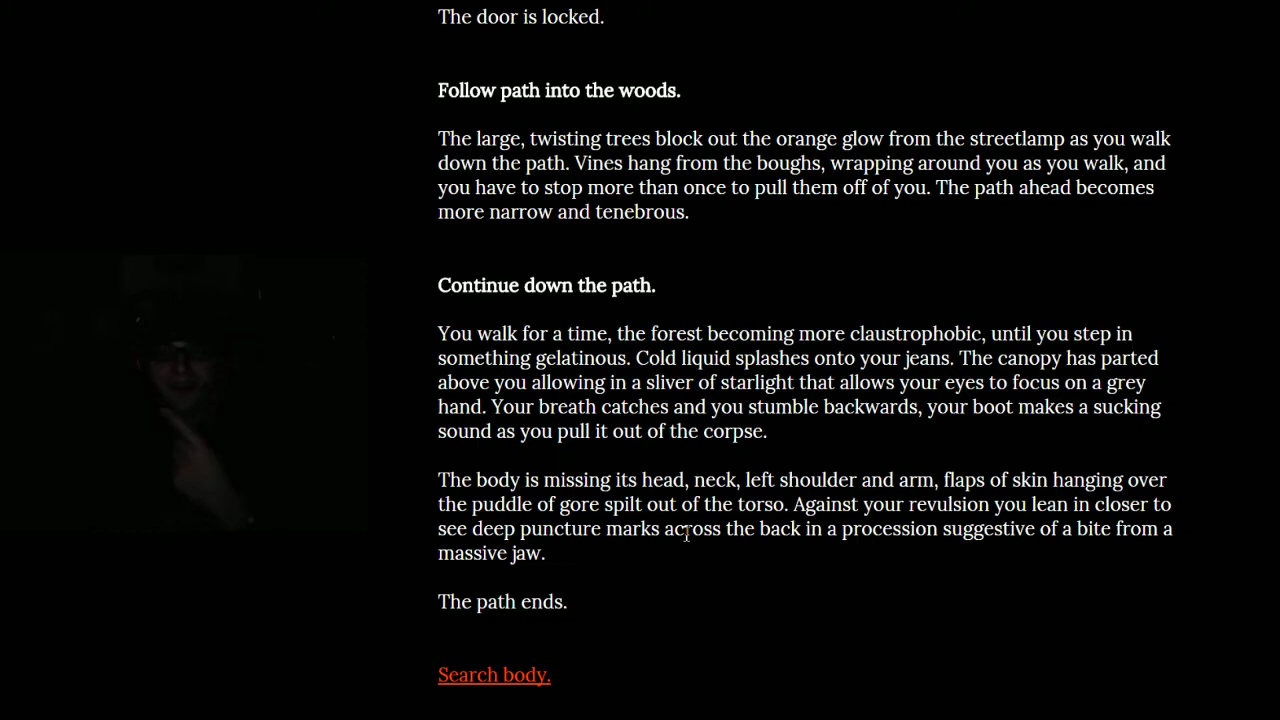 The door is locked.
Follow path into the woods.
The large, twisting trees block out the orange glow from the streetlamp as you walk
down the path. Vines hang from the boughs, wrapping around you as you walk, and
you have to stop more than once to pull them off of you. The path ahead becomes
more narrow and tenebrous.
Continue down the path.
You walk for a time, the forest becoming more claustrophobic, until you step in
something gelatinous. Cold liquid splashes onto your jeans. The canopy has parted
above you allowing in a sliver of starlight that allows your eyes to focus on a grey
hand. Your breath catches and you stumble backwards, your boot makes a sucking
sound as you pull it out of the corpse.
The body is missing its head, neck, left shoulder and arm, flaps of skin hanging over
the puddle of gore spilt out of the torso. Against your revulsion you lean in closer to
see deep puncture marks across the back in a procession suggestive of a bite from a
massive jaw.
The path ends.
Search body.